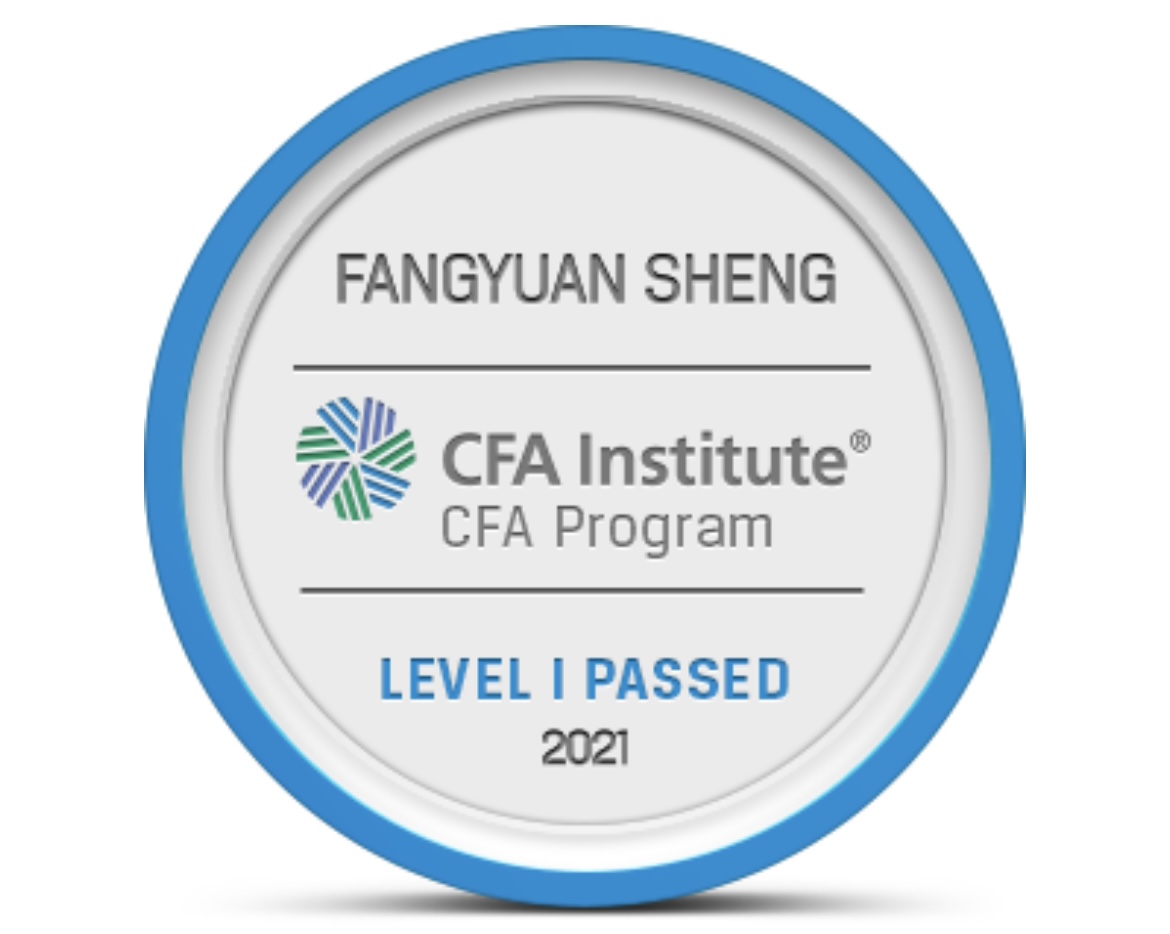 FANGYUAN SHENG
CFA Institute®
CFA Program
LEVEL I PASSED
2021